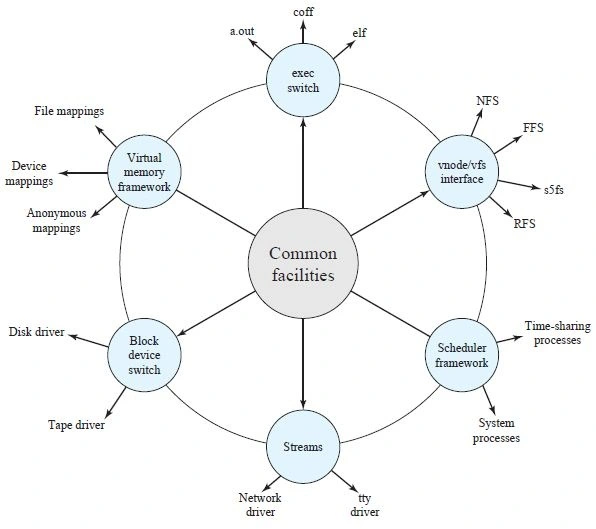 coff
a.out
elf
exec
switch
File mappings
Device
mappings
Anonymous
mappings
Virtual
memory
framework
NFS
FFS
s5fs
RFS
vnode/vfs
interface
Common
facilities
Disk driver
Tape driver
Block
device
switch
Scheduler
framework
Time-sharing
processes
System
processes
Streams
Network
driver
tty
driver